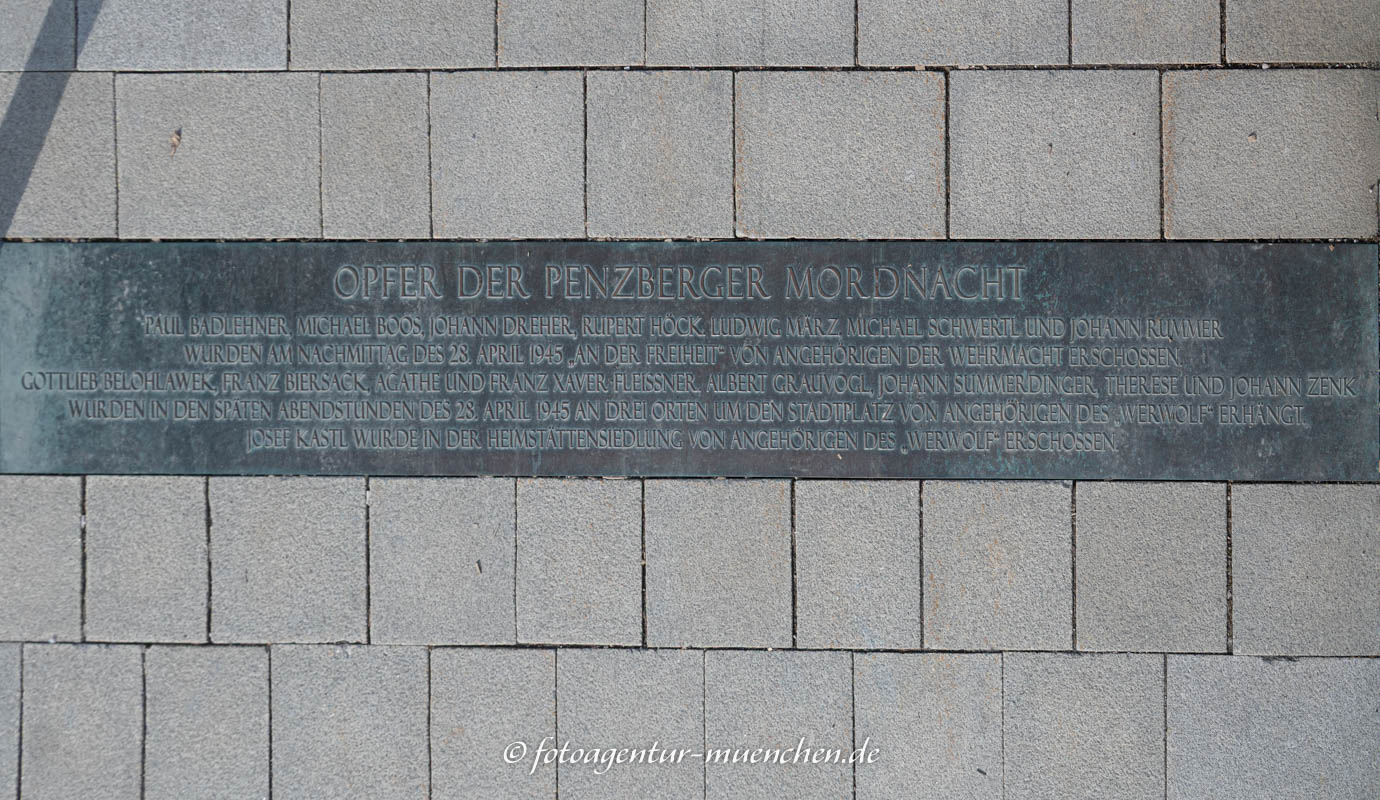 OPFER DER PENZBERGER MORDNACHT
PAUL BADLEHNER, MICHAEL BOOS, JOHANN DREHER, RUPERT HÖCK, LUDWIG MÄRZ, MICHAEL SCHWERTL UND JOHANN RUMMER
WURDEN AM NACHMITTAG DES 28. APRIL 1945 „AN DER FREIHEIT“ VON ANGEHÖRIGEN DER WEHRMACHT ERSCHOSSEN.
GOTTLIEB BELOHLAWEK, FRANZ BIERSACK, AGATHE UND FRANZ XAVER FLEISSNER, ALBERT GRAUVOGL, JOHANN SUMMERDINGER, THERESE UND JOHANN ZENK
WURDEN IN DEN SPÄTEN ABENDSTUNDEN DES 28. APRIL 1945 AN DREI ORTEN UM DEN STADTPLATZ VON ANGEHÖRIGEN DES „WERWOLF“ ERHÄNGT.
JOSEF KASTL WURDE IN DER HEIMSTÄTTENSIEDLUNG VON ANGEHÖRIGEN DES „WERWOLF“ ERSCHOSSEN.
© fotoagentur-muenchen.de